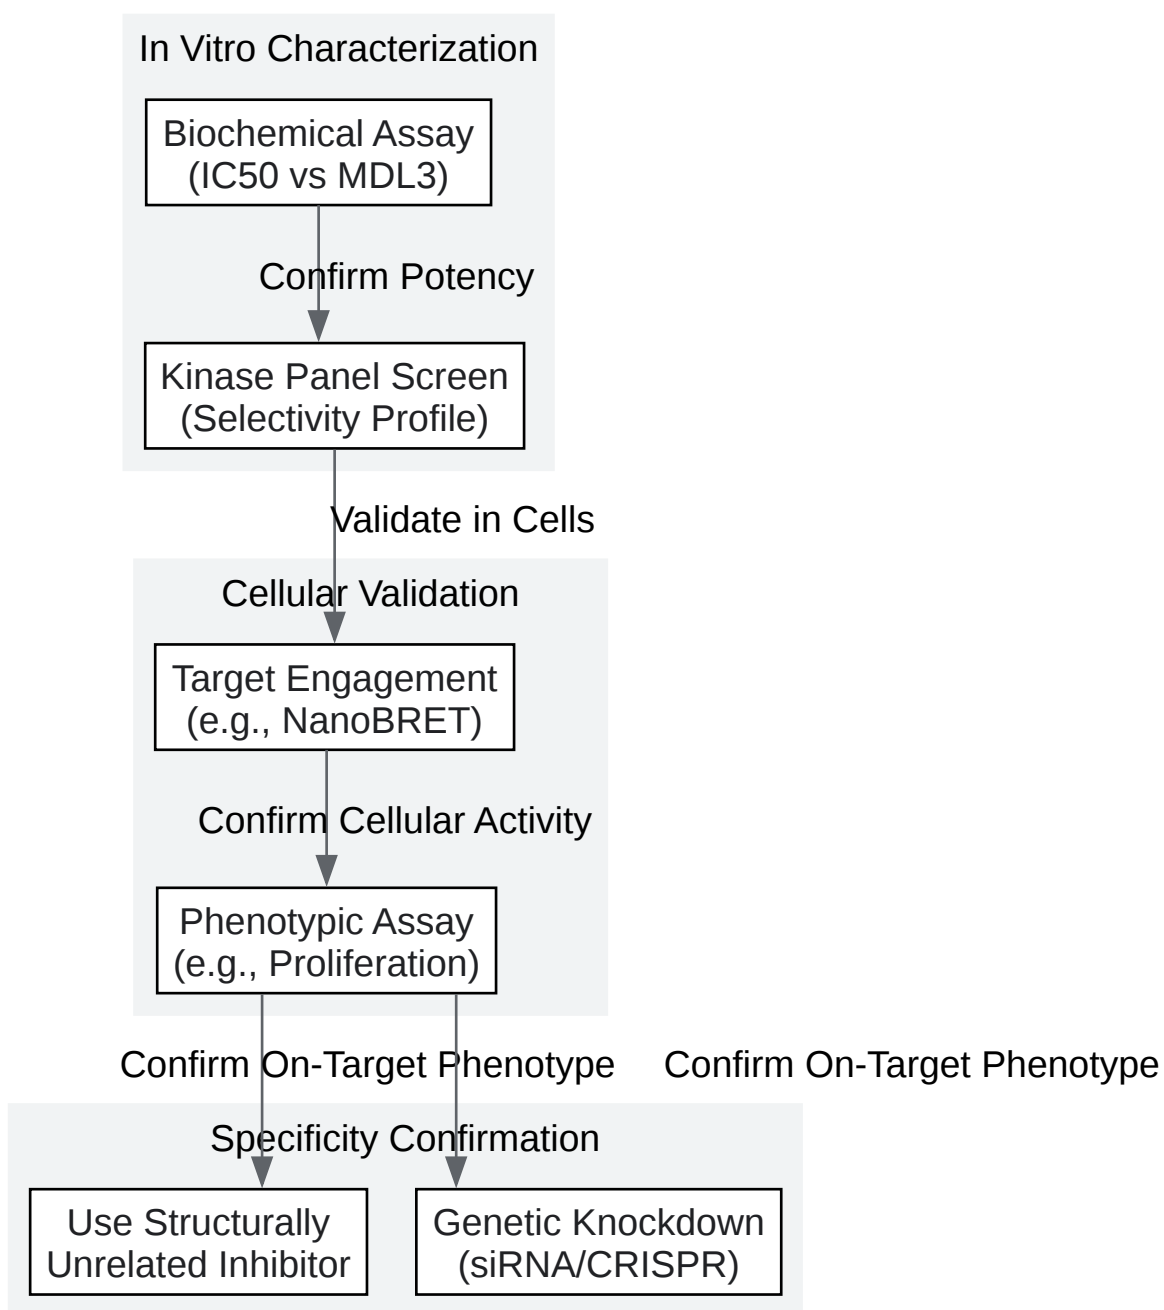 In Vitro Characterization
Biochemical Assay
(IC50 vs MDL3)
Confirm Potency
Kinase Panel Screen
(Selectivity Profile)
Validate in Cells
Cellular Validation
Target Engagement
(e.g., NanoBRET)
Confirm Cellular Activity
Phenotypic Assay
(e.g., Proliferation)
Confirm On-Target Phenotype
Confirm On-Target Phenotype
Specificity Confirmation
Use Structurally
Unrelated Inhibitor
Genetic Knockdown
(siRNA/CRISPR)